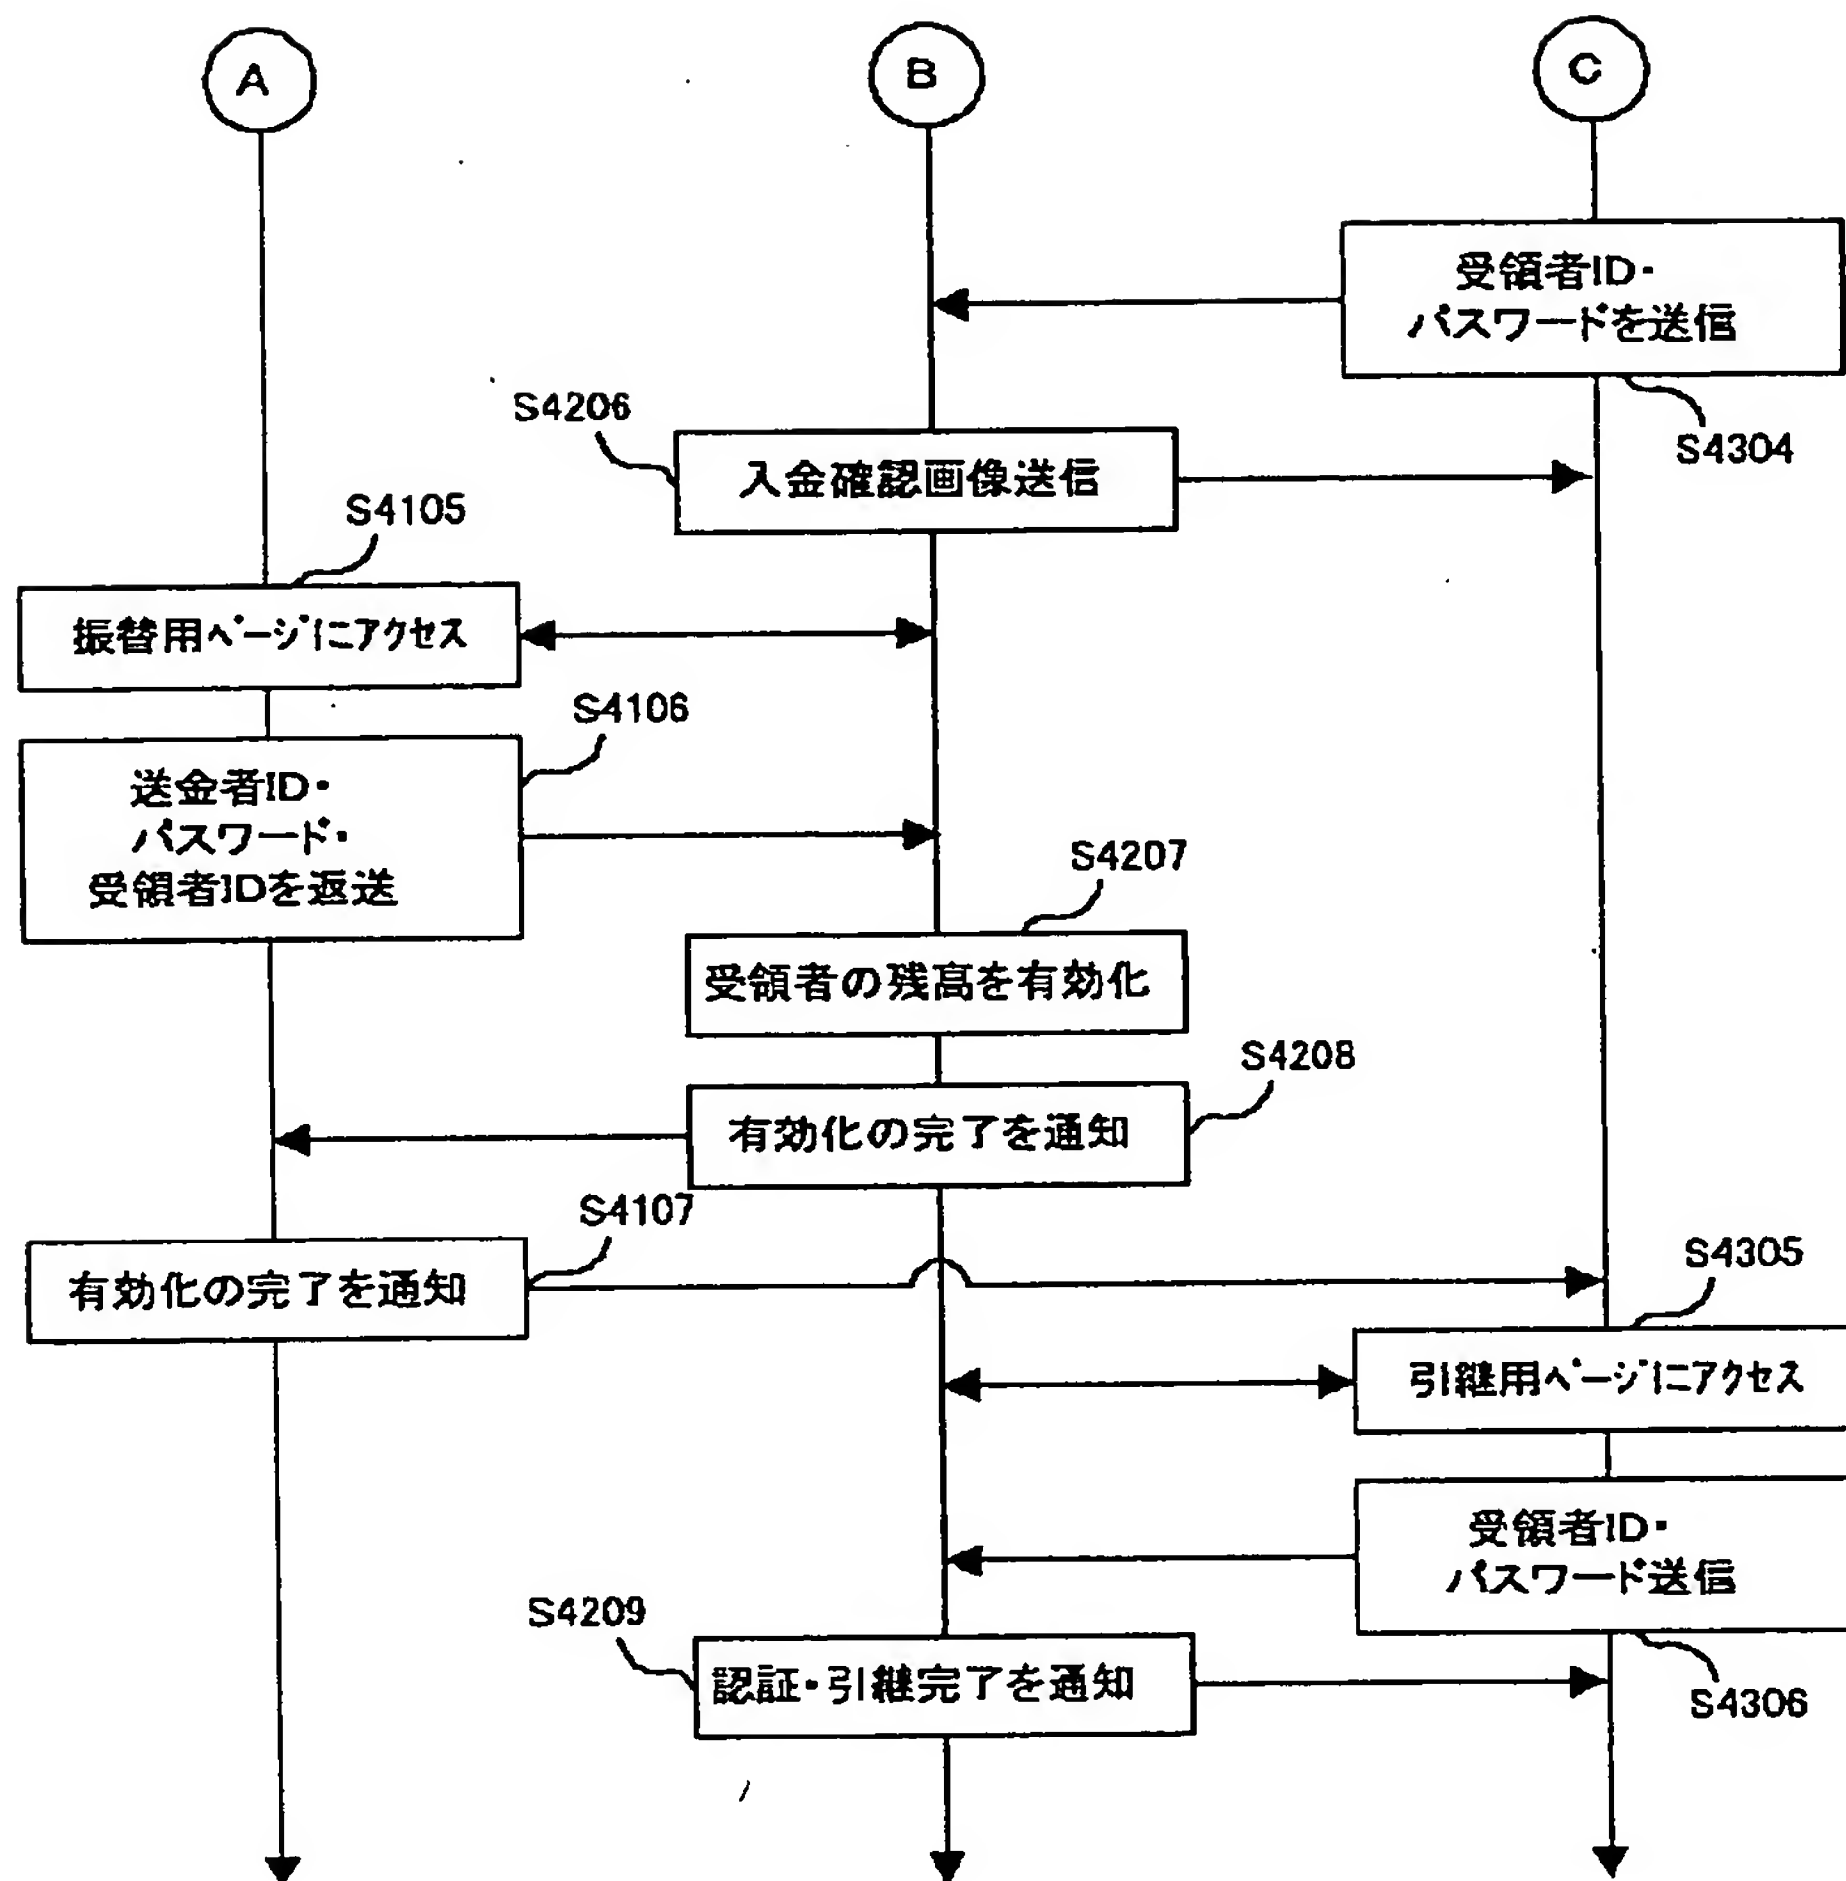 A
B
C
受領者ID・
パスワードを送信
S4304
S4206
入金確認画像送信
S4105
振替用ページにアクセス
S4106
送金者ID・
パスワード・
受領者IDを返送
S4207
受領者の残高を有効化
S4208
有効化の完了を通知
S4107
有効化の完了を通知
S4305
引継用ページにアクセス
受領者ID・
パスワード送信
S4306
S4209
認証・引継完了を通知